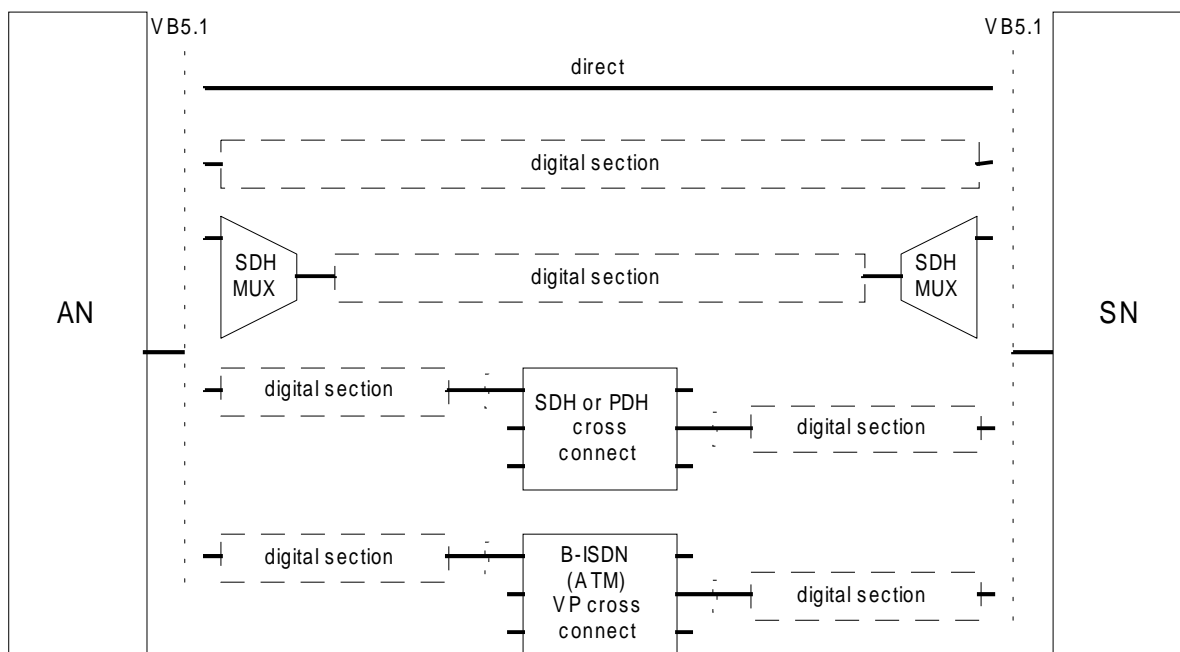 VB5.1
VB5.1
direct
digital section
SDH
MUX
digital section
SDH
MUX
AN
SN
digital section
SDH or PDH
cross
connect
digital section
digital section
B-ISDN
(ATM)
VP cross
connect
digital section